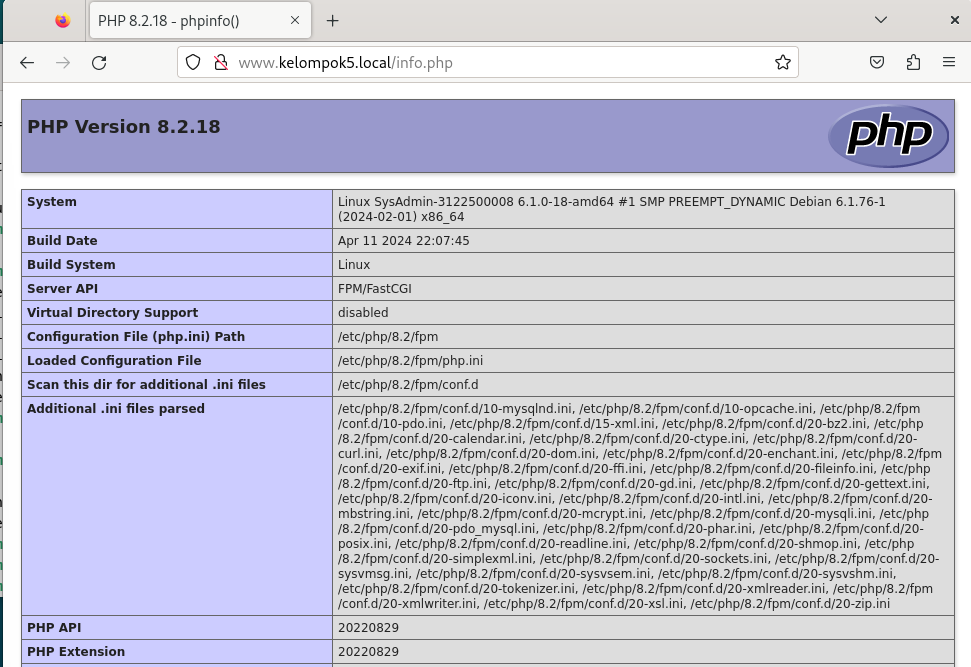 PHP 8.2.18 - phpinfo()
www.kelompok5.local/info.php
PHP Version 8.2.18
php
System
Linux SysAdmin-3122500008 6.1.0-18-amd64 #1 SMP PREEMPT_DYNAMIC Debian 6.1.76-1
(2024-02-01) x86_64
Build Date
Apr 11 2024 22:07:45
Build System
Linux
Server API
FPM/FastCGI
Virtual Directory Support
disabled
Configuration File (php.ini) Path
/etc/php/8.2/fpm
Loaded Configuration File
/etc/php/8.2/fpm/php.ini
Scan this dir for additional .ini files
/etc/php/8.2/fpm/conf.d
Additional .ini files parsed
/etc/php/8.2/fpm/conf.d/10-mysqlnd.ini, /etc/php/8.2/fpm/conf.d/10-opcache.ini, /etc/php/8.2/fpm
/conf.d/10-pdo.ini, /etc/php/8.2/fpm/conf.d/15-xml.ini, /etc/php/8.2/fpm/conf.d/20-bz2.ini, /etc/php
/8.2/fpm/conf.d/20-calendar.ini, /etc/php/8.2/fpm/conf.d/20-ctype.ini, /etc/php/8.2/fpm/conf.d/20-
curl.ini, /etc/php/8.2/fpm/conf.d/20-dom.ini, /etc/php/8.2/fpm/conf.d/20-enchant.ini, /etc/php/8.2/fpm
/conf.d/20-exif.ini, /etc/php/8.2/fpm/conf.d/20-ffi.ini, /etc/php/8.2/fpm/conf.d/20-fileinfo.ini, /etc/php
/8.2/fpm/conf.d/20-ftp.ini, /etc/php/8.2/fpm/conf.d/20-gd.ini, /etc/php/8.2/fpm/conf.d/20-gettext.ini,
/etc/php/8.2/fpm/conf.d/20-iconv.ini, /etc/php/8.2/fpm/conf.d/20-intl.ini, /etc/php/8.2/fpm/conf.d/20-
mbstring.ini, /etc/php/8.2/fpm/conf.d/20-mcrypt.ini, /etc/php/8.2/fpm/conf.d/20-mysqli.ini, /etc/php
/8.2/fpm/conf.d/20-pdo_mysql.ini, /etc/php/8.2/fpm/conf.d/20-phar.ini, /etc/php/8.2/fpm/conf.d/20-
posix.ini, /etc/php/8.2/fpm/conf.d/20-readline.ini, /etc/php/8.2/fpm/conf.d/20-shmop.ini, /etc/php
/8.2/fpm/conf.d/20-simplexml.ini, /etc/php/8.2/fpm/conf.d/20-sockets.ini, /etc/php/8.2/fpm/conf.d/20-
sysvmsg.ini, /etc/php/8.2/fpm/conf.d/20-sysvsem.ini, /etc/php/8.2/fpm/conf.d/20-sysvshm.ini,
/etc/php/8.2/fpm/conf.d/20-tokenizer.ini, /etc/php/8.2/fpm/conf.d/20-xmlreader.ini, /etc/php/8.2/fpm
/conf.d/20-xmlwriter.ini, /etc/php/8.2/fpm/conf.d/20-xsl.ini, /etc/php/8.2/fpm/conf.d/20-zip.ini
PHP API
20220829
PHP Extension
20220829